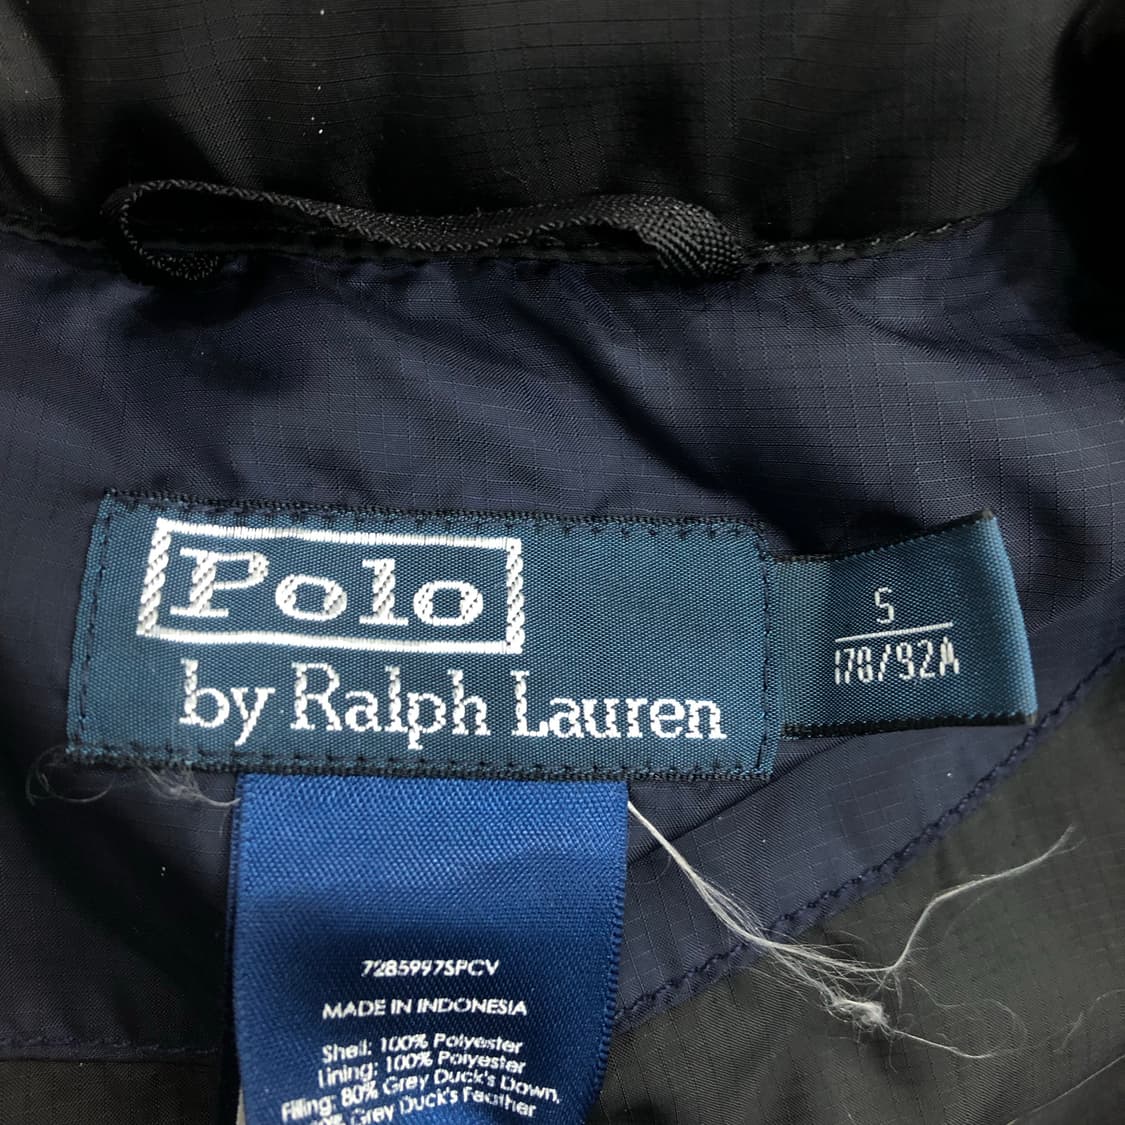 Polo
by Ralph Lauren
S
170/92A
7285997SPCV
MADE IN INDONESIA
Shell: 100% Polyester
Lining: 100% Polyester
Filling: 80% Grey Duck's Down,
Grey Duck's Feather